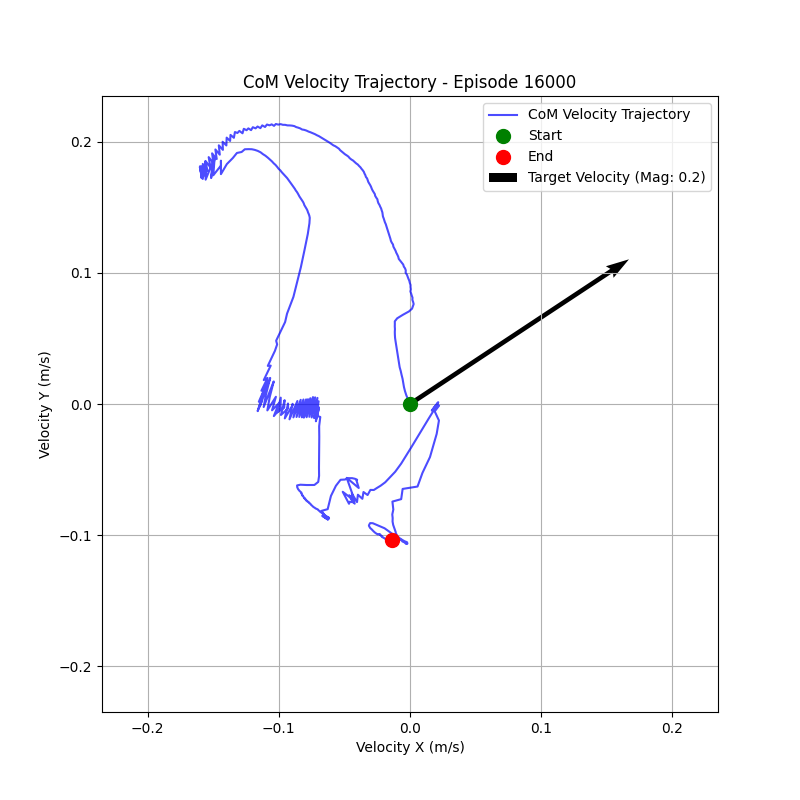 CoM Velocity Trajectory - Episode 16000
CoM Velocity Trajectory
Start
End
Target Velocity (Mag: 0.2)
Velocity Y (m/s)
0.2
0.1
0.0
−0.1
−0.2
−0.2
−0.1
0.0
0.1
0.2
Velocity X (m/s)